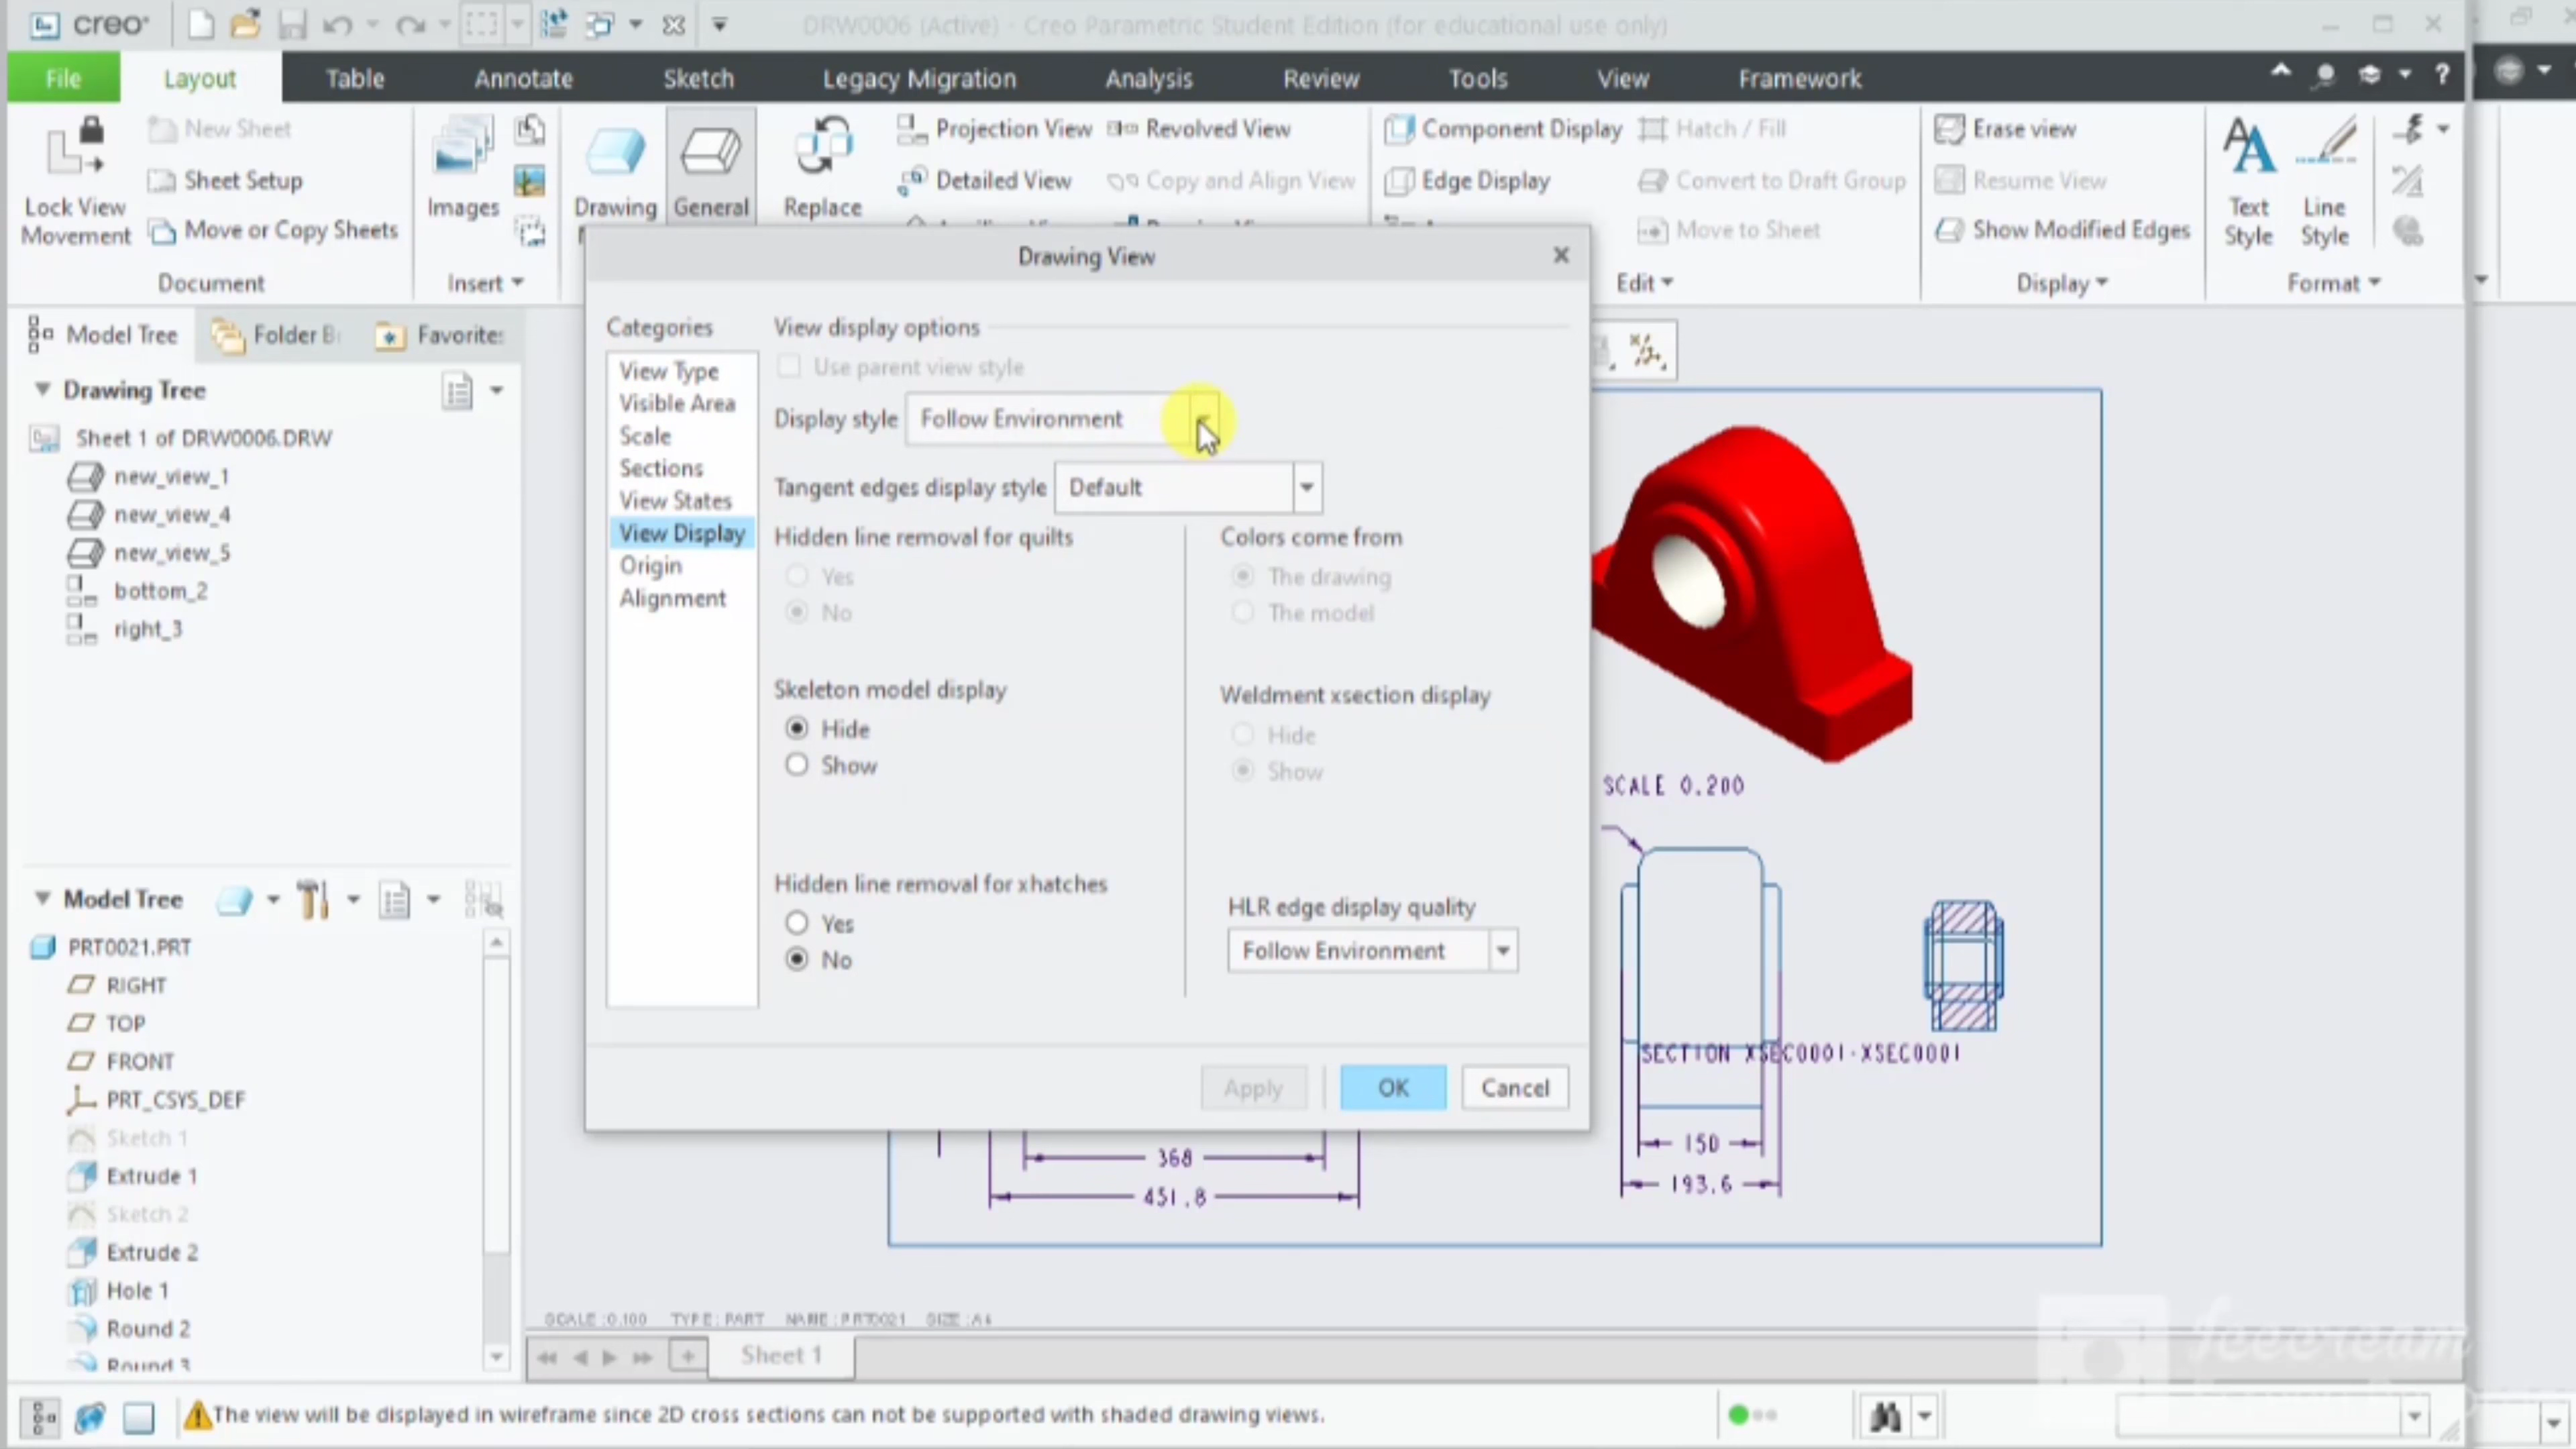 creo
DRW0006 (Active) - Creo Parametric Student Edition (for educational use only)
File
Layout
Table
Annotate
Sketch
Legacy Migration
Analysis
Review
Tools
View
Framework
Lock View
Movement
New Sheet
Sheet Setup
Move or Copy Sheets
Document
Images
Insert
Drawing
General
Replace
Projection View
Detailed View
Revolved View
Copy and Align View
Component Display
Edge Display
Hatch / Fill
Convert to Draft Group
Move to Sheet
Edit
Erase view
Resume View
Show Modified Edges
Display
Text
Style
Line
Style
Format
Model Tree
Folder B
Favorite
Drawing Tree
Sheet 1 of DRW0006.DRW
new_view_1
new_view_4
new_view_5
bottom_2
right_3
Model Tree
PRT0021.PRT
RIGHT
TOP
FRONT
PRT_CSYS_DEF
Sketch 1
Extrude 1
Sketch 2
Extrude 2
Hole 1
Round 2
Round 3
Drawing View
Categories
View Type
Visible Area
Scale
Sections
View States
View Display
Origin
Alignment
View display options
Use parent view style
Display style
Follow Environment
Tangent edges display style
Default
Hidden line removal for quilts
Yes
No
Colors come from
The drawing
The model
Skeleton model display
Hide
Show
Weldment xsection display
Hide
Show
Hidden line removal for xhatches
Yes
No
HLR edge display quality
Follow Environment
Apply
OK
Cancel
SCALE 0.200
SECTION XSEC0001-XSEC0001
150
193.6
368
451.8
SCALE :0.100 TYPE : PART NAME : PRT0021 SIZE : A4
Sheet 1
The view will be displayed in wireframe since 2D cross sections can not be supported with shaded drawing views.